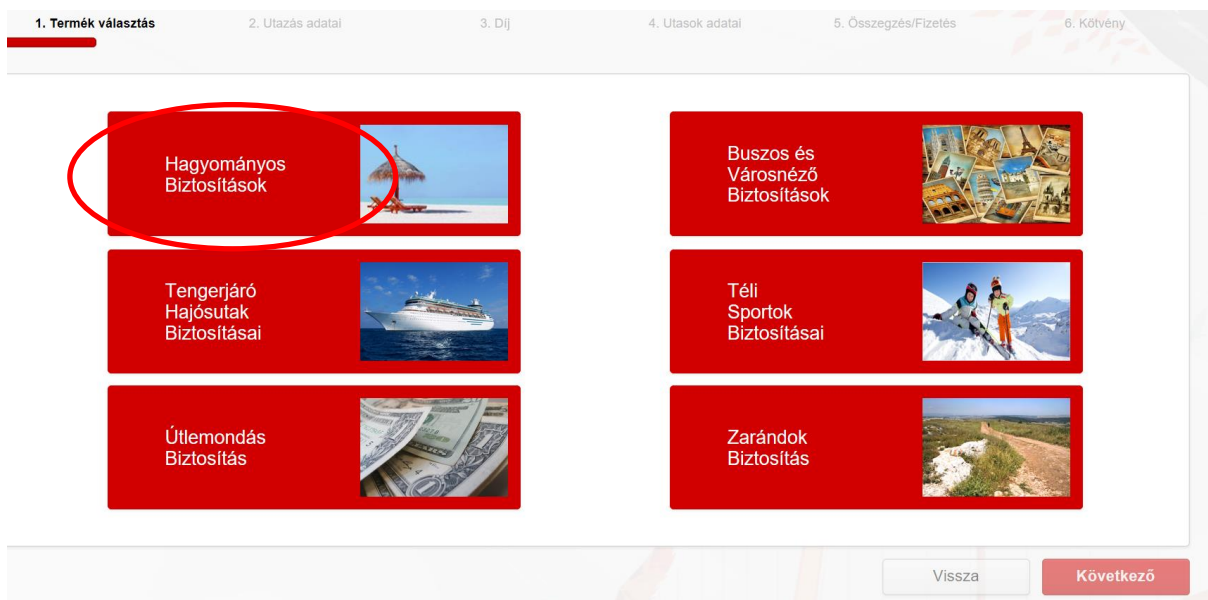 1. Termék választás
2. Utazás adatai
3. Díj
4. Utasok adatai
5. Összegzés/Fizetés
6. Kötvény
Hagyományos
Biztosítások
Buszos és
Városnéző
Biztosítások
Tengerjáró
Hajósutak
Biztosításai
Téli
Sportok
Biztosításai
Útlemondás
Biztosítás
Zarándok
Biztosítás
Vissza
Következő